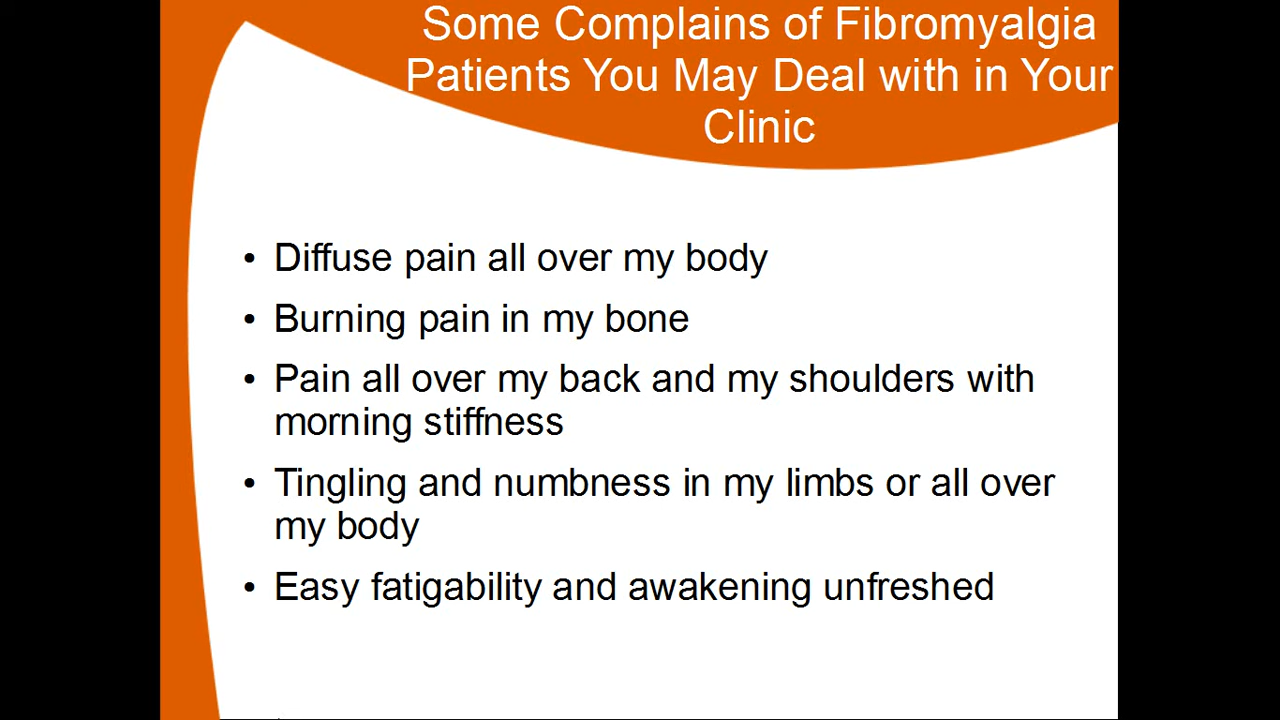 Some Complains of Fibromyalgia
Patients You May Deal with in Your
Clinic
• Diffuse pain all over my body
• Burning pain in my bone
• Pain all over my back and my shoulders with
morning stiffness
• Tingling and numbness in my limbs or all over
my body
• Easy fatigability and awakening unfreshed